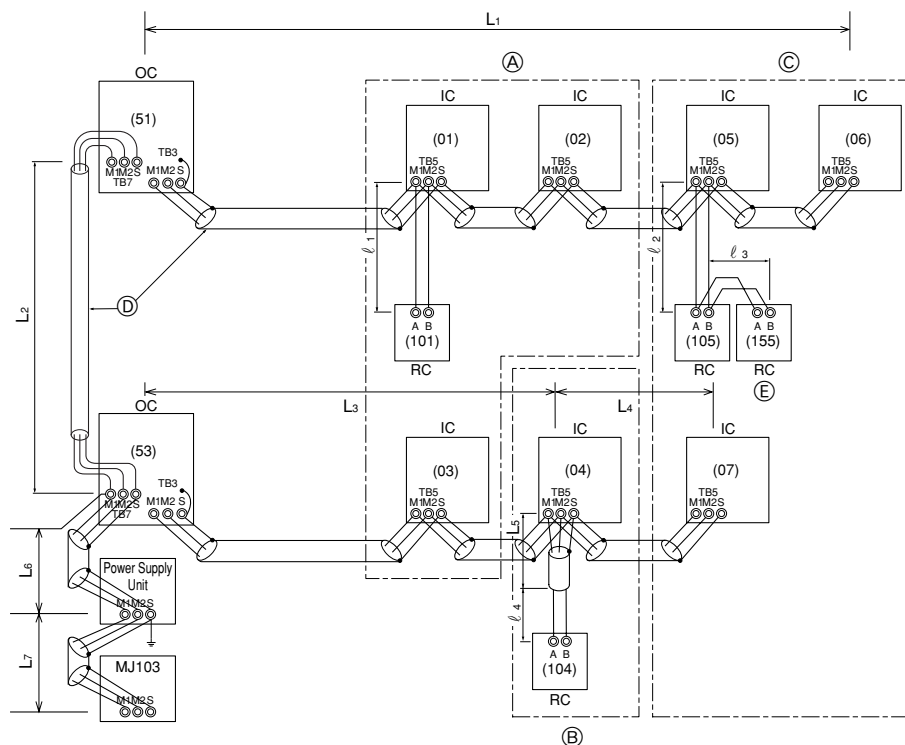 L1
A
C
OC
IC
IC
IC
IC
(51)
(01)
(02)
(05)
(06)
TB3
M1M2S
TB7
M1M2 S
TB5
M1M2S
TB5
M1M2S
TB5
M1M2S
TB5
M1M2S
L2
D
ℓ1
ℓ2
ℓ3
A B
(101)
RC
A B
(105)
RC
A B
(155)
RC
E
L3
L4
OC
IC
IC
IC
(53)
(03)
(04)
(07)
TB3
M1M2S
TB7
M1M2 S
TB5
M1M2S
TB5
M1M2S
TB5
M1M2S
L5
L6
Power Supply
Unit
M1M2S
ℓ4
L7
MJ103
M1M2S
A B
(104)
RC
B